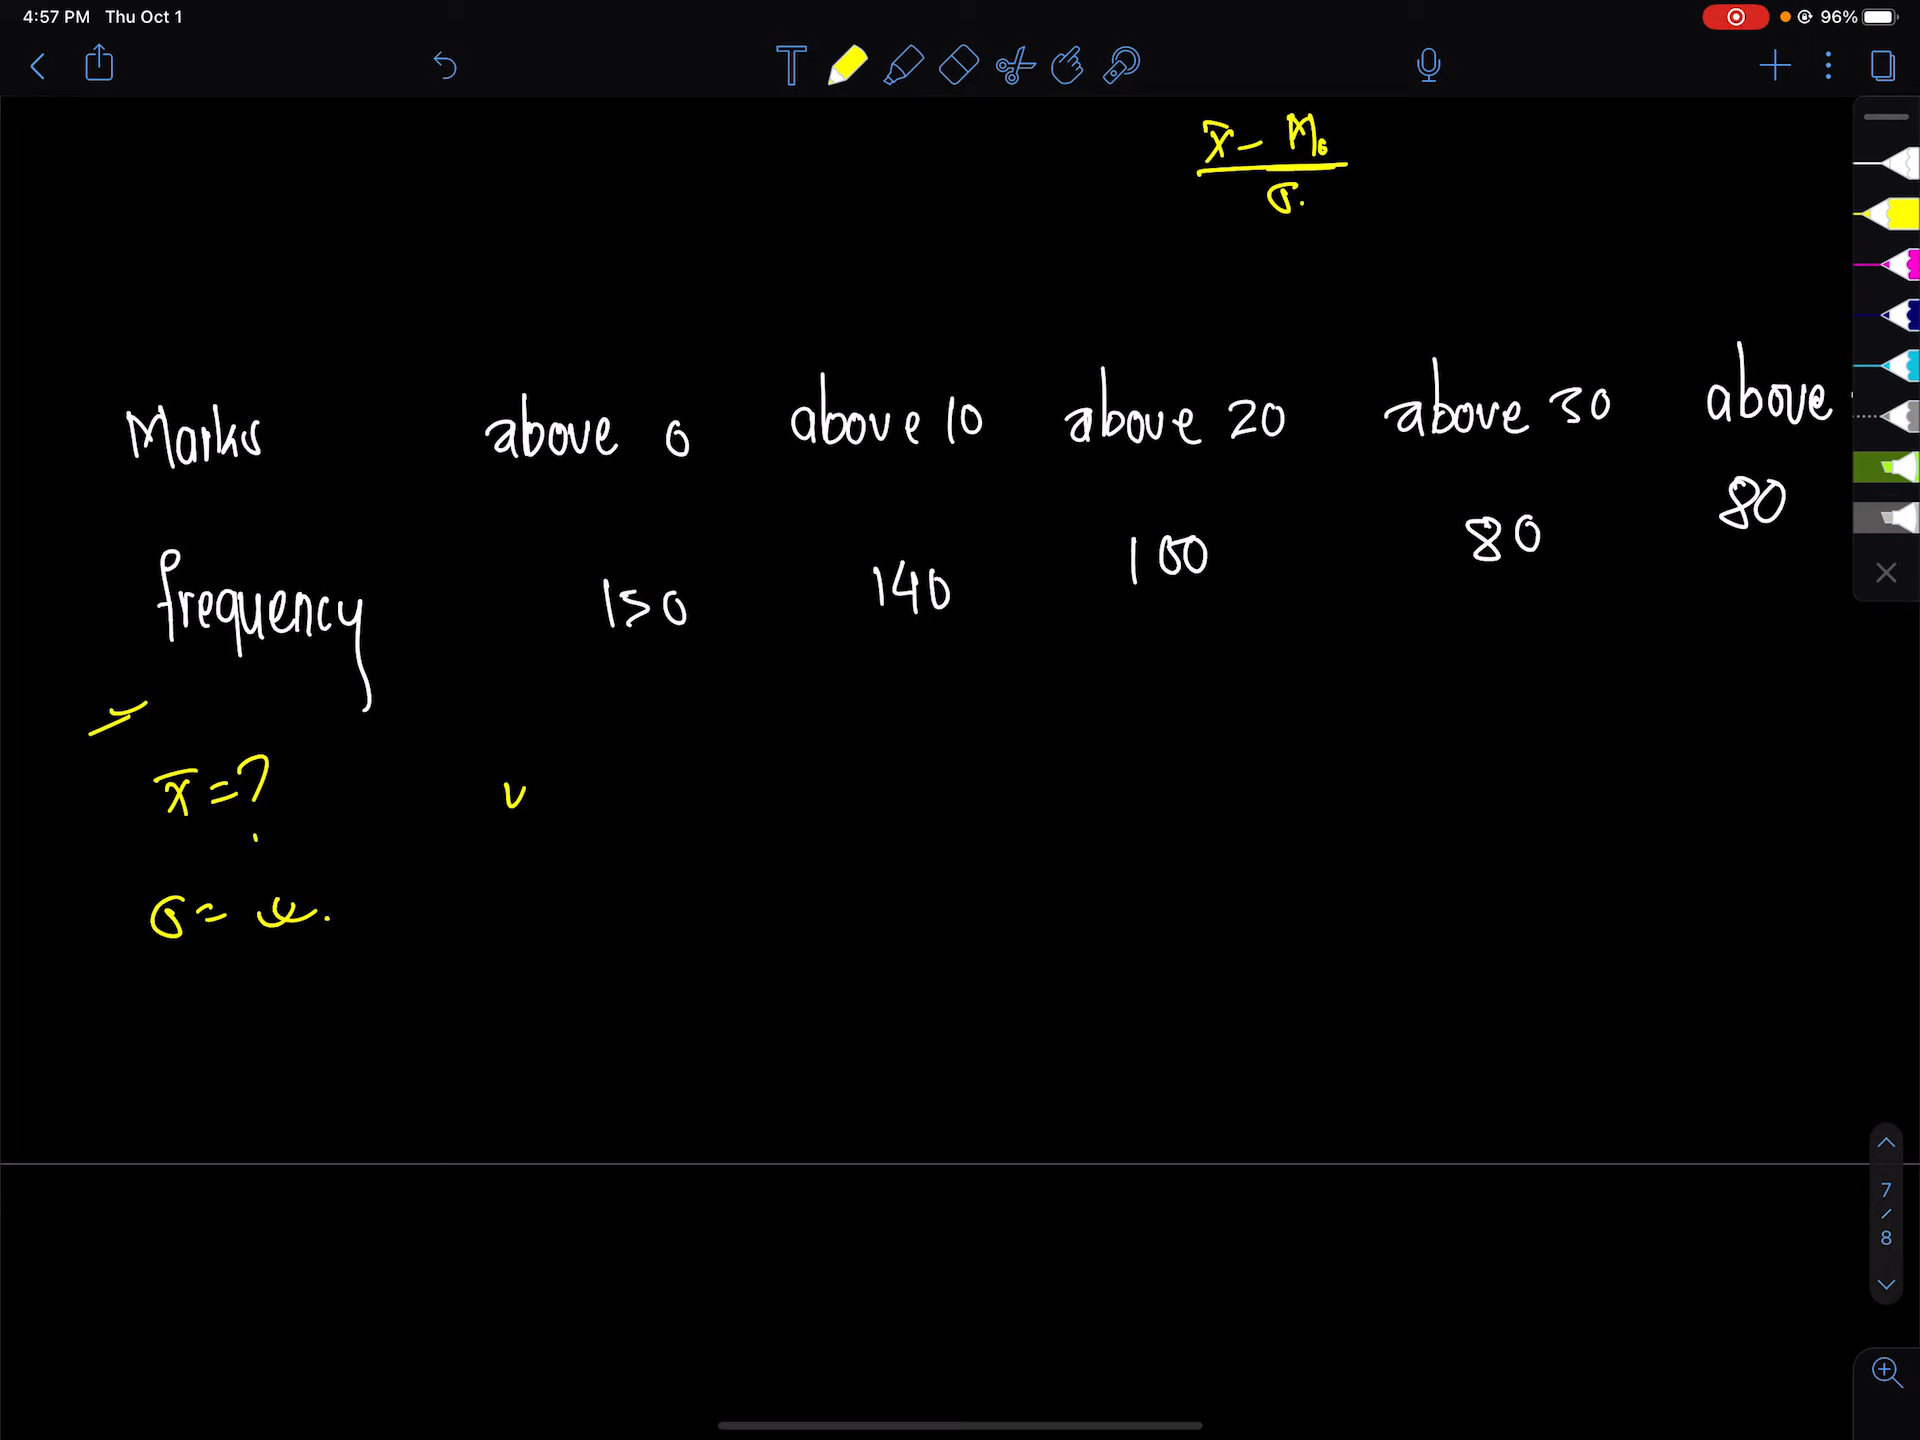 4:57 PM Thu Oct 1
96%
x̄ - M₀
σ
Marks above 0 above 10 above 20 above 30 above
frequency 150 140 100 80 80
x̄ = ?
σ =
7
/
8